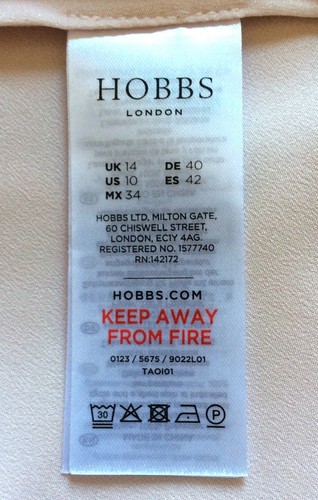 HOBBS
LONDON
UK 14 DE 40
US 10 ES 42
MX 34
HOBBS LTD, MILTON GATE,
60 CHISWELL STREET,
LONDON, EC1Y 4AG.
REGISTERED NO. 1577740
RN:142172
HOBBS.COM
KEEP AWAY
FROM FIRE
0123 / 5675 / 9022L01
TAOI01
30 P